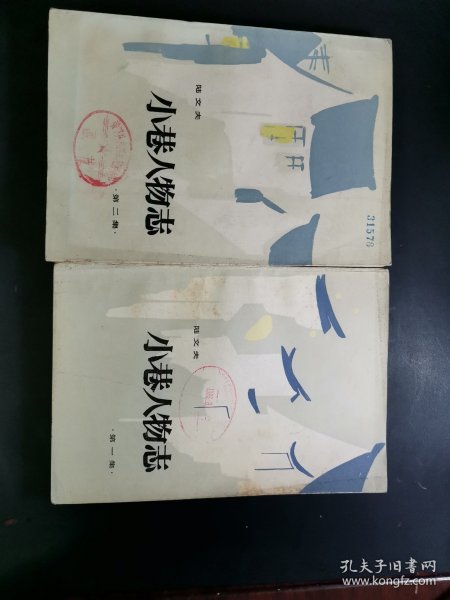 陆文夫
小巷人物志
·第二集·
31578
陆文夫
小巷人物志
·第一集·
孔夫子旧书网
www.kongfz.com